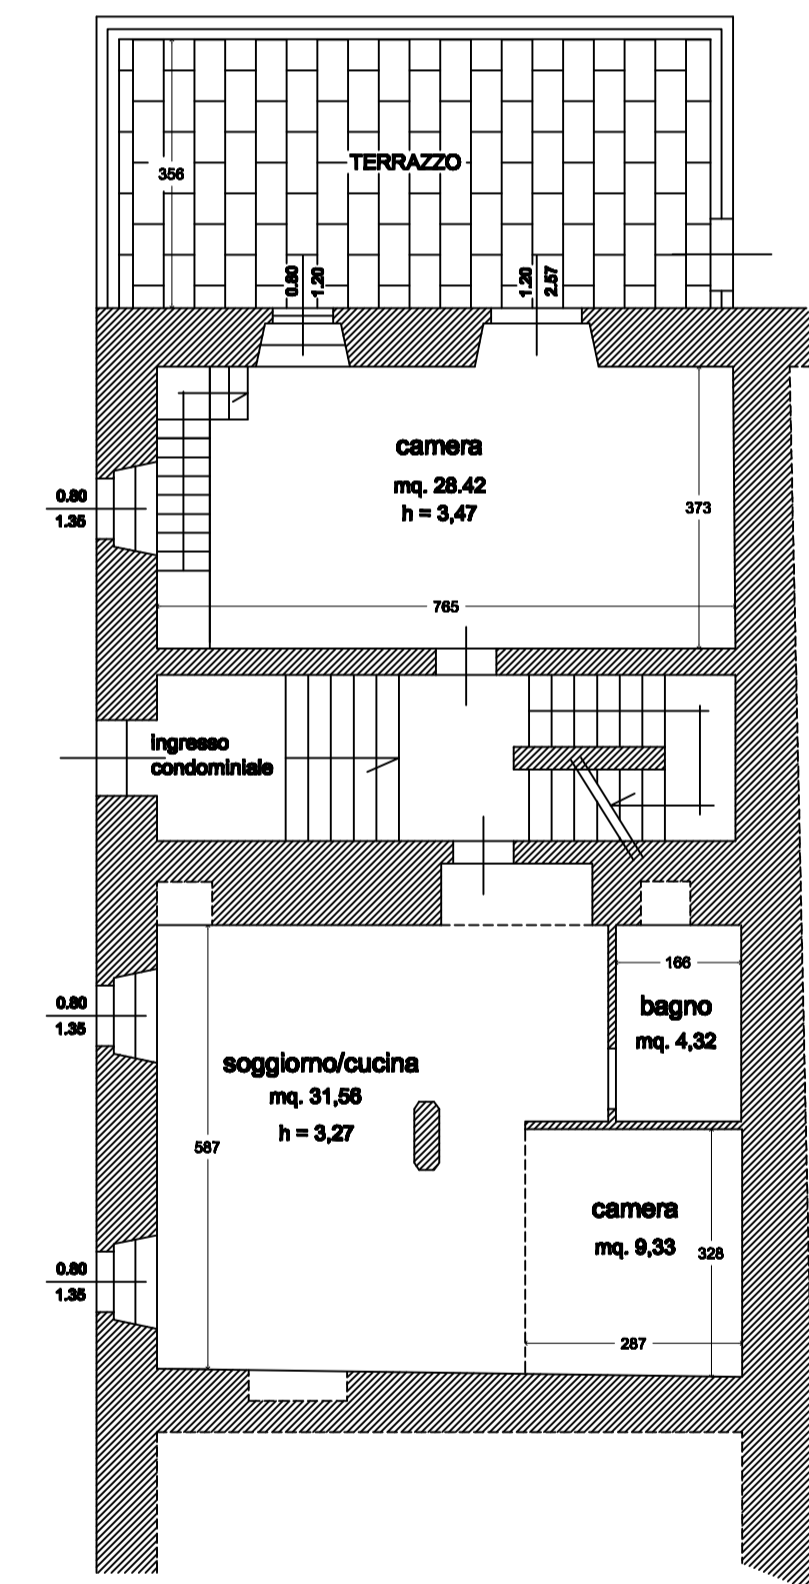 TERRAZZO
356
0.80
1.20
1.20
2.57
camera
mq. 28.42
h = 3,47
0.80
1.35
373
765
ingresso
condominiale
166
bagno
mq. 4,32
0.80
1.35
soggiorno/cucina
mq. 31,56
h = 3,27
587
camera
mq. 9,33
328
0.80
1.35
287